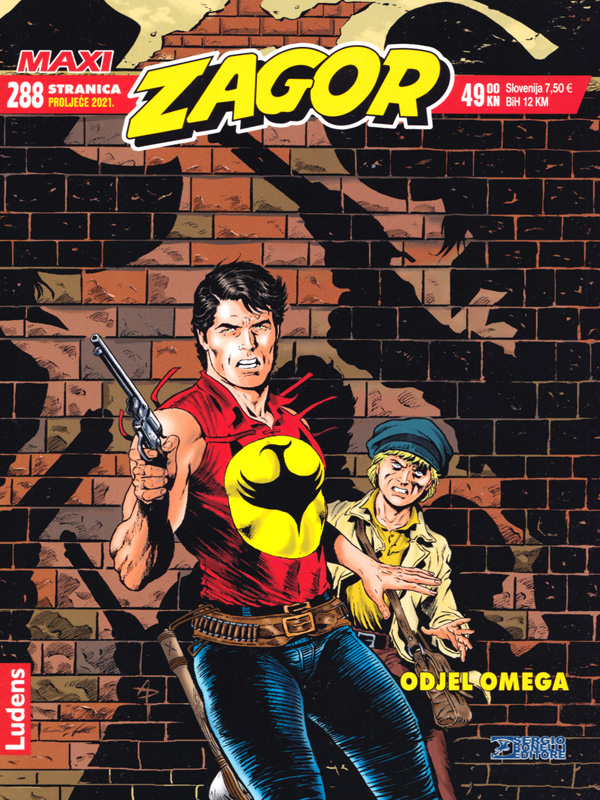 MAXI
288 STRANICA
PROLJEĆE 2021.
ZAGOR
49 00 KN
Slovenija 7,50 €
BiH 12 KM
ODJEL OMEGA
Ludens
SERGIO
BONELLI
EDITORE